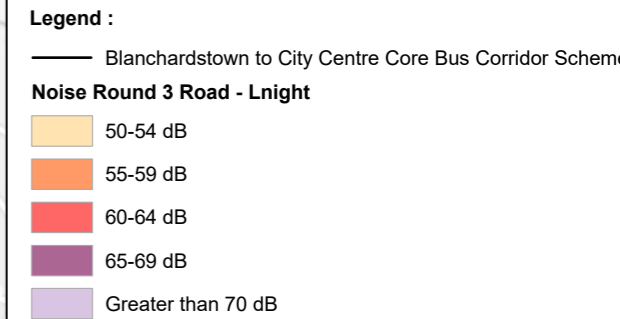 Legend :
Blanchardstown to City Centre Core Bus Corridor Scheme
Noise Round 3 Road - Lnight
50-54 dB
55-59 dB
60-64 dB
65-69 dB
Greater than 70 dB